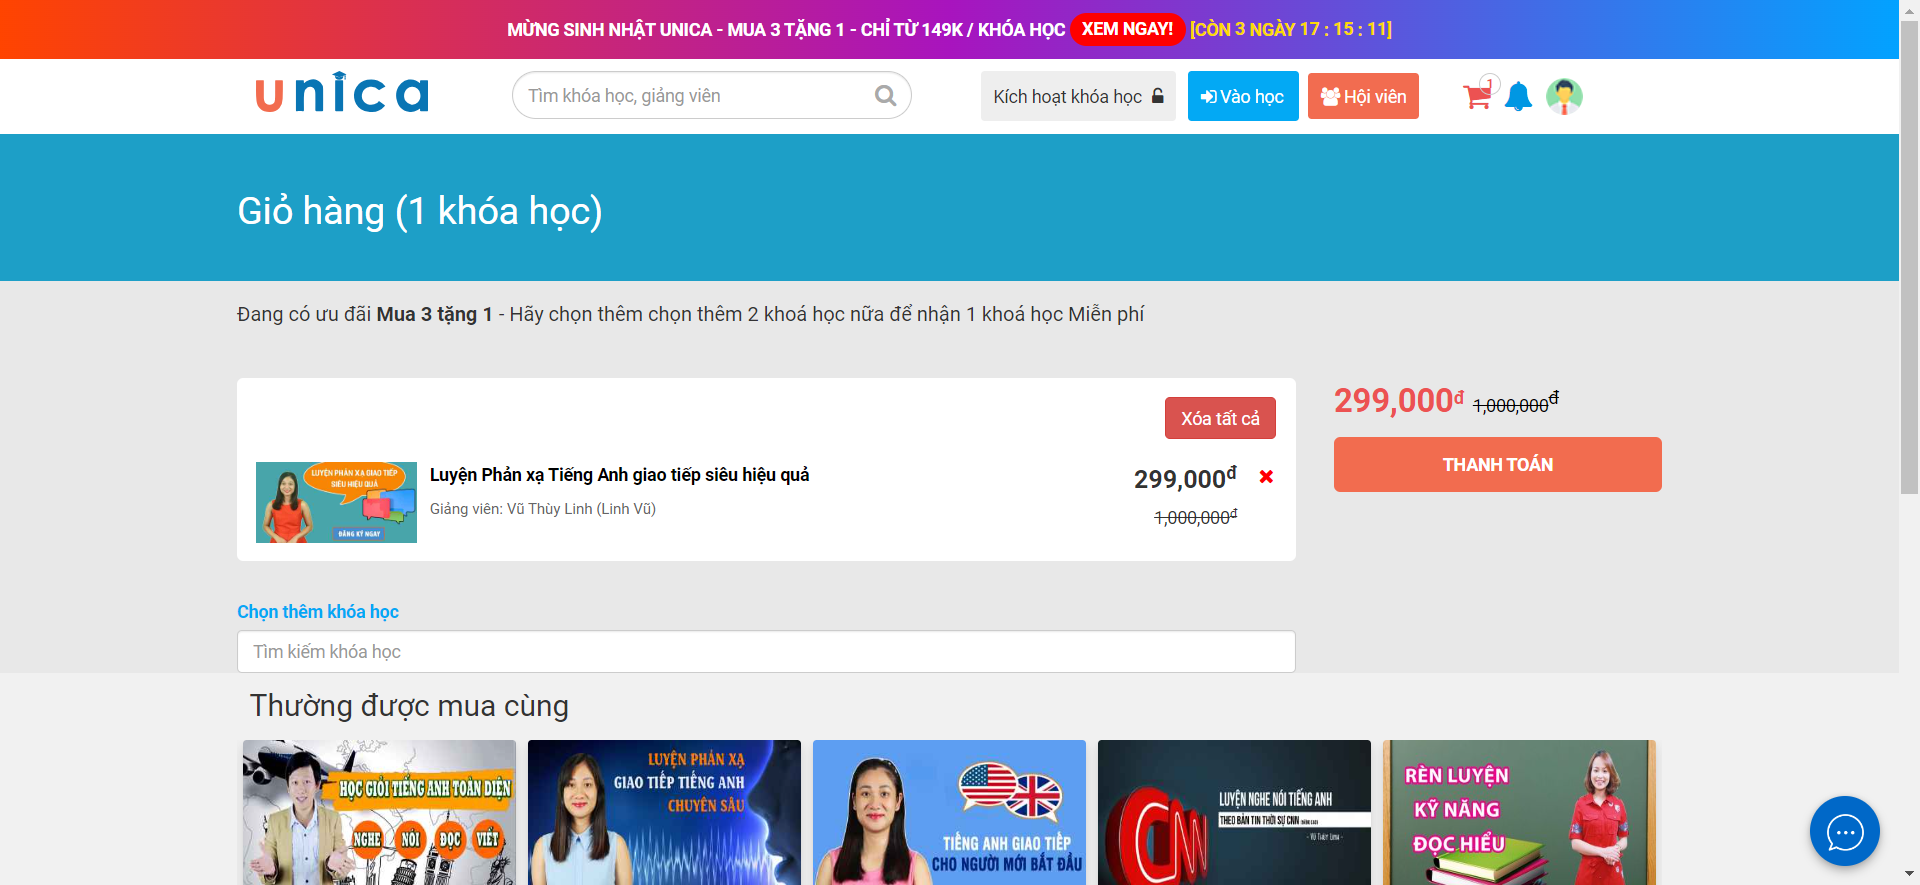 MỪNG SINH NHẬT UNICA - MUA 3 TẶNG 1 - CHỈ TỪ 149K / KHÓA HỌC XEM NGAY! [CÒN 3 NGÀY 17 : 15 : 11]
unica
Tìm khóa học, giảng viên
Kích hoạt khóa học
Vào học
Hội viên
1
Giỏ hàng (1 khóa học)
Đang có ưu đãi Mua 3 tặng 1 - Hãy chọn thêm chọn thêm 2 khoá học nữa để nhận 1 khoá học Miễn phí
Xóa tất cả
299,000đ 1,000,000đ
THANH TOÁN
LUYỆN PHẢN XẠ GIAO TIẾP
SIÊU HIỆU QUẢ
ĐĂNG KÝ NGAY
Luyện Phản xạ Tiếng Anh giao tiếp siêu hiệu quả
Giảng viên: Vũ Thùy Linh (Linh Vũ)
299,000đ
1,000,000đ
Chọn thêm khóa học
Tìm kiếm khóa học
Thường được mua cùng
HỌC GIỎI TIẾNG ANH TOÀN DIỆN
NGHE NÓI ĐỌC VIẾT
LUYỆN PHẢN XẠ
GIAO TIẾP TIẾNG ANH
CHUYÊN SÂU
TIẾNG ANH GIAO TIẾP
CHO NGƯỜI MỚI BẮT ĐẦU
CNN
LUYỆN NGHE NÓI TIẾNG ANH
THEO BẢN TIN THỜI SỰ CNN
- Vũ Thùy Linh -
RÈN LUYỆN
KỸ NĂNG
ĐỌC HIỂU